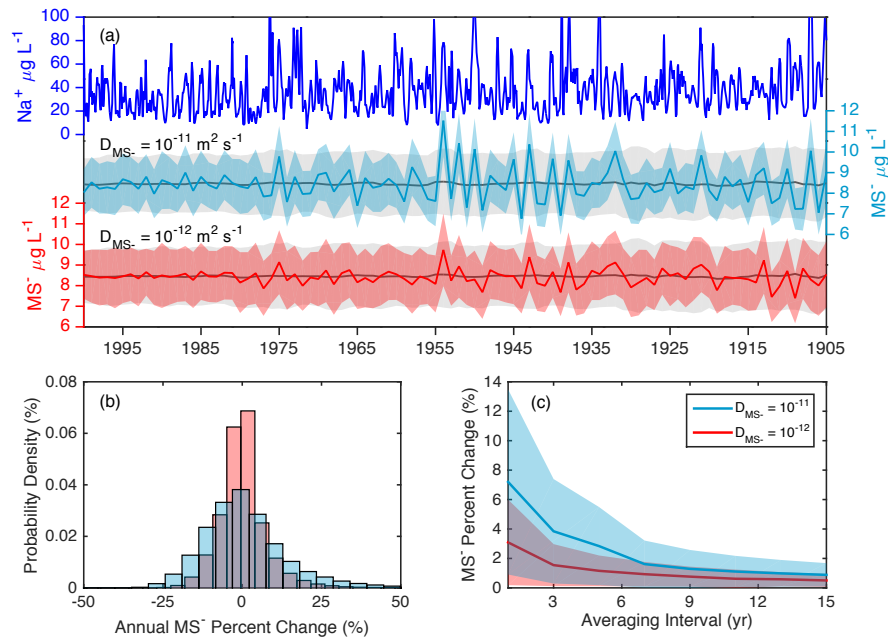 (a)
Na⁺ µg L⁻¹
100
80
60
40
20
0
D_MS- = 10⁻¹¹ m² s⁻¹
12
11
10
9
8
7
6
MS⁻ µg L⁻¹
D_MS- = 10⁻¹² m² s⁻¹
MS⁻ µg L⁻¹
12
11
10
9
8
7
6
1995 1985 1975 1965 1955 1945 1935 1925 1915 1905
(b)
Probability Density (%)
0.08
0.06
0.04
0.02
0
-50 -25 0 25 50
Annual MS⁻ Percent Change (%)
(c)
MS⁻ Percent Change (%)
14
12
10
8
6
4
2
0
D_MS- = 10⁻¹¹
D_MS- = 10⁻¹²
3 6 9 12 15
Averaging Interval (yr)